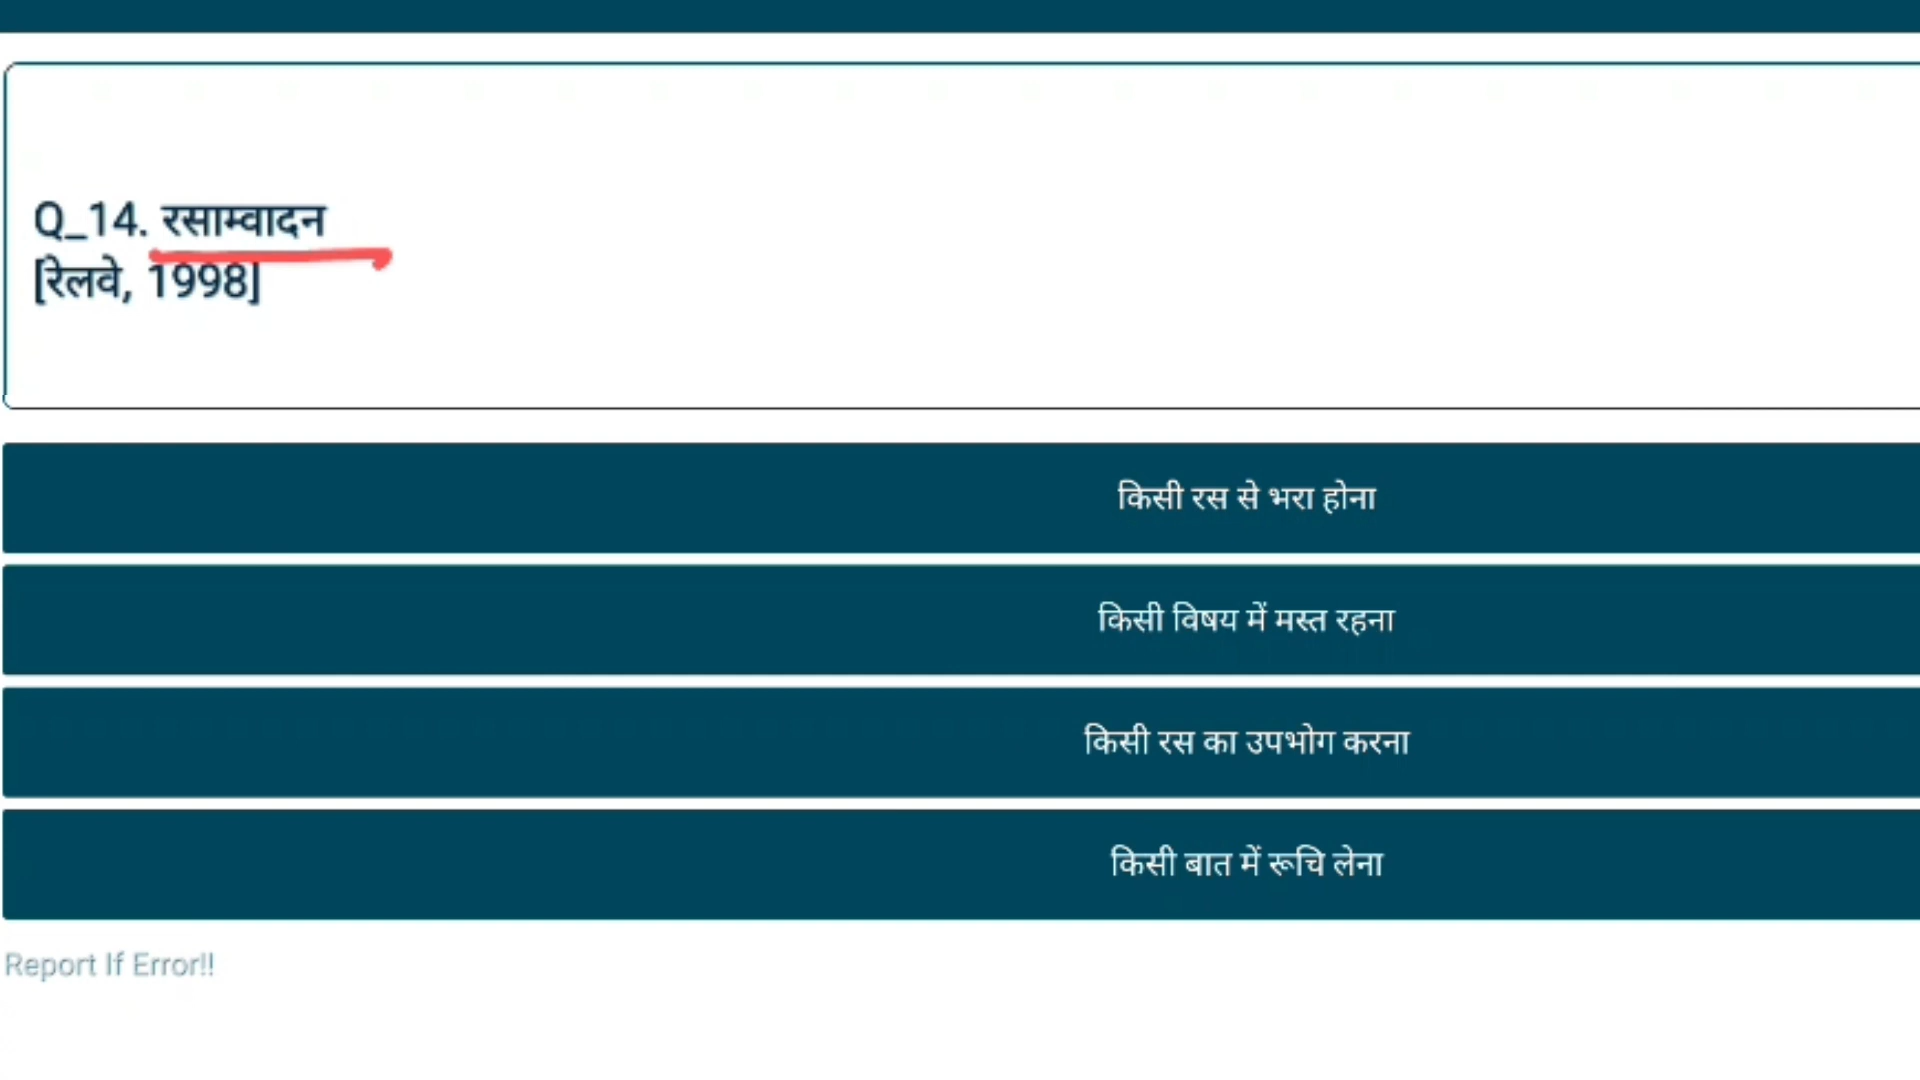 Q_14. रसाम्वादन
[रेलवे, 1998]
किसी रस से भरा होना
किसी विषय में मस्त रहना
किसी रस का उपभोग करना
किसी बात में रूचि लेना
Report If Error!!